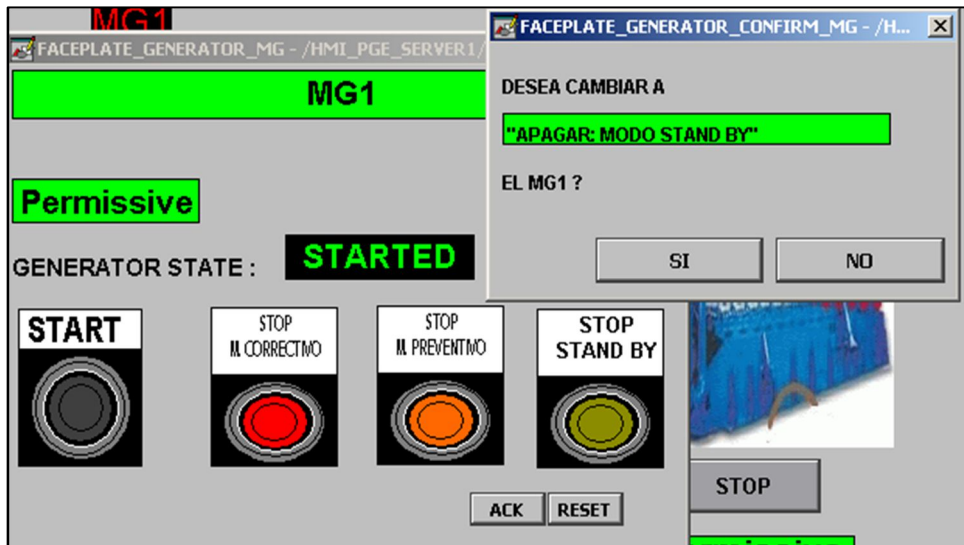 MG1
FACEPLATE_GENERATOR_MG - /HMI_PGE_SERVER1/
FACEPLATE_GENERATOR_CONFIRM_MG - /H...
MG1
DESEA CAMBIAR A
"APAGAR: MODO STAND BY"
EL MG1 ?
SI
NO
Permissive
GENERATOR STATE :
STARTED
START
STOP
M. CORRECTIVO
STOP
M. PREVENTIVO
STOP
STAND BY
STOP
ACK
RESET